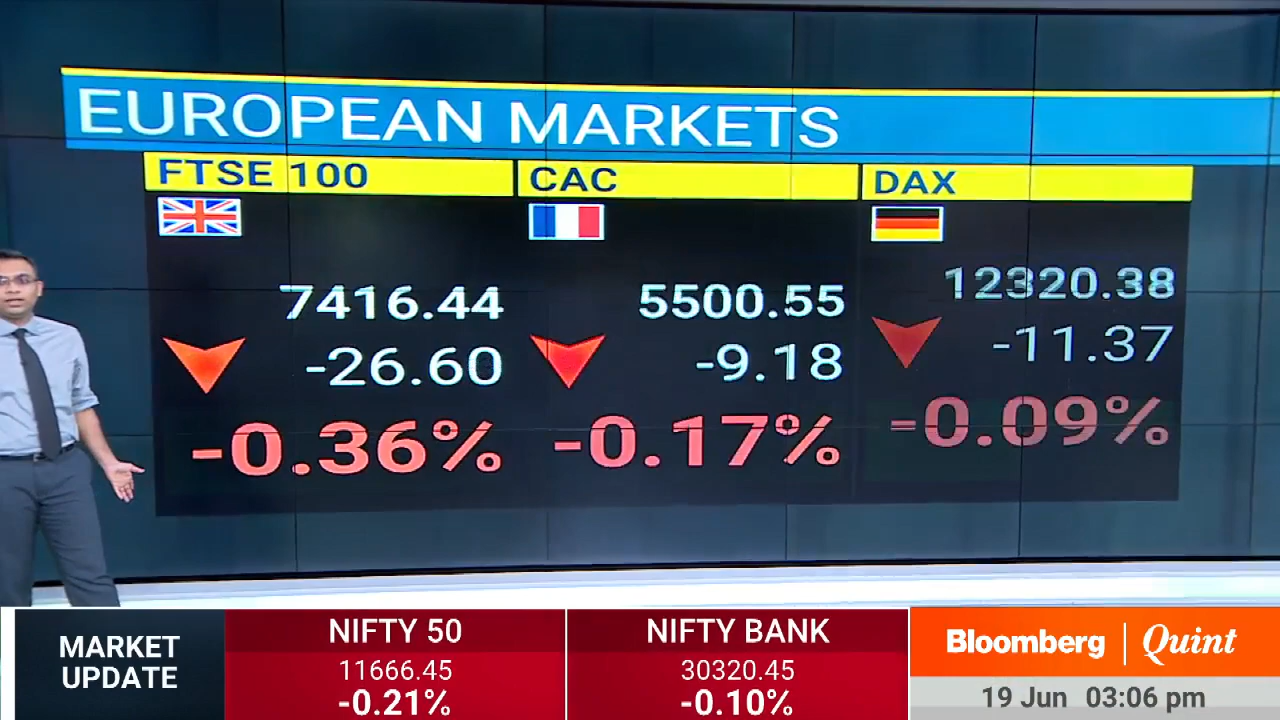 EUROPEAN MARKETS
FTSE 100
CAC
DAX
7416.44
5500.55
12320.38
-26.60
-9.18
-11.37
-0.36%
-0.17%
-0.09%
MARKET
UPDATE
NIFTY 50
11666.45
-0.21%
NIFTY BANK
30320.45
-0.10%
Bloomberg | Quint
19 Jun 03:06 pm